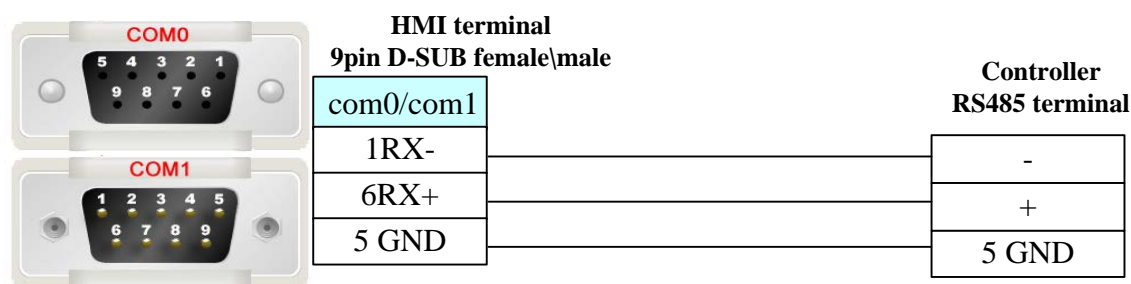 COM0
5 4 3 2 1
9 8 7 6
COM1
1 2 3 4 5
6 7 8 9
HMI terminal
9pin D-SUB female\male
com0/com1
1RX-
6RX+
5 GND
Controller
RS485 terminal
-
+
5 GND